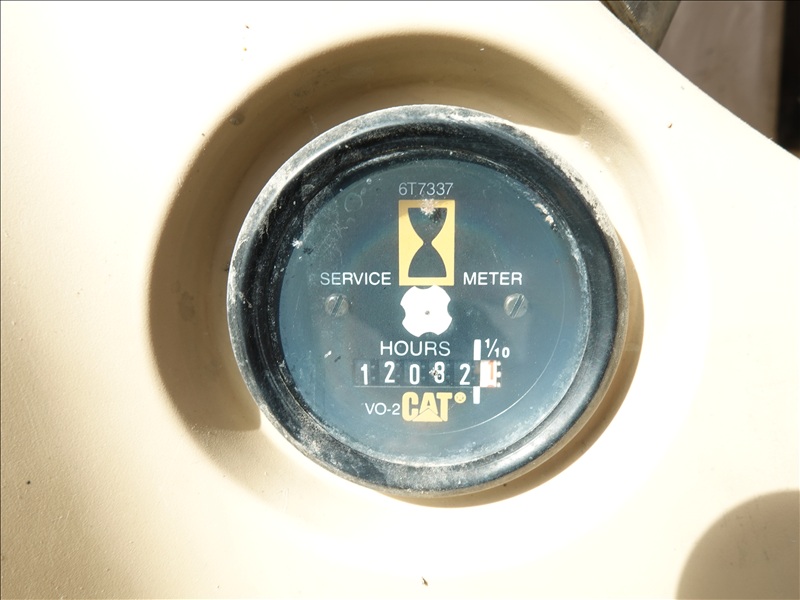 6T7337
SERVICE METER
HOURS 1/10
12082
VO-2 CAT®